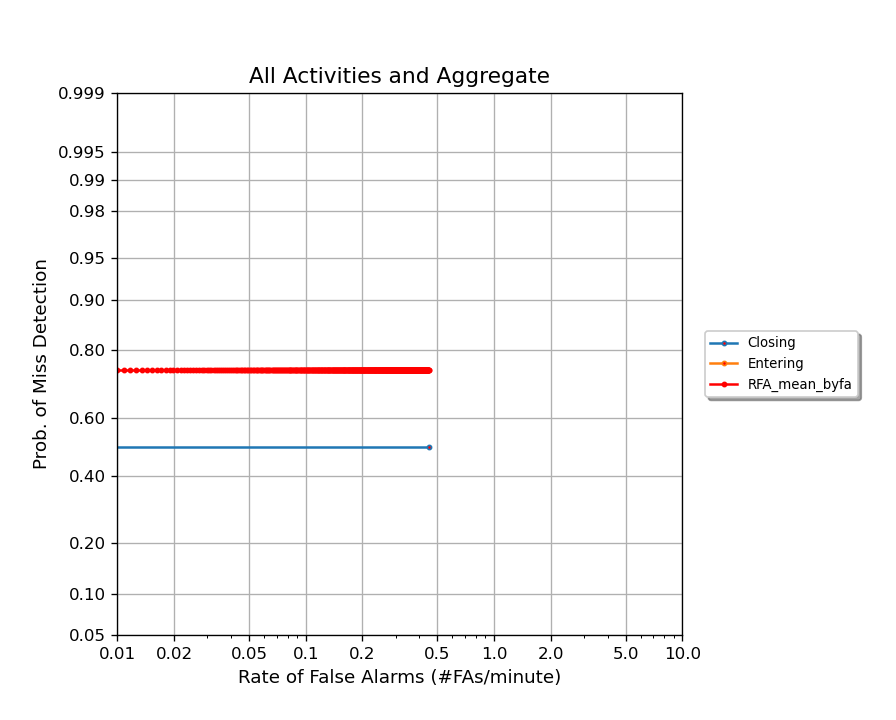 All Activities and Aggregate
0.999
0.995
0.99
0.98
0.95
0.90
0.80
0.60
0.40
0.20
0.10
0.05
Prob. of Miss Detection
0.01 0.02 0.05 0.1 0.2 0.5 1.0 2.0 5.0 10.0
Rate of False Alarms (#FAs/minute)
Closing
Entering
RFA_mean_byfa